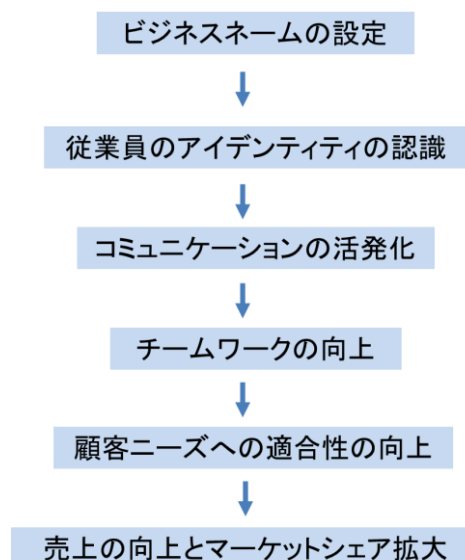 ビジネスネームの設定
従業員のアイデンティティの認識
コミュニケーションの活発化
チームワークの向上
顧客ニーズへの適合性の向上
売上の向上とマーケットシェア拡大